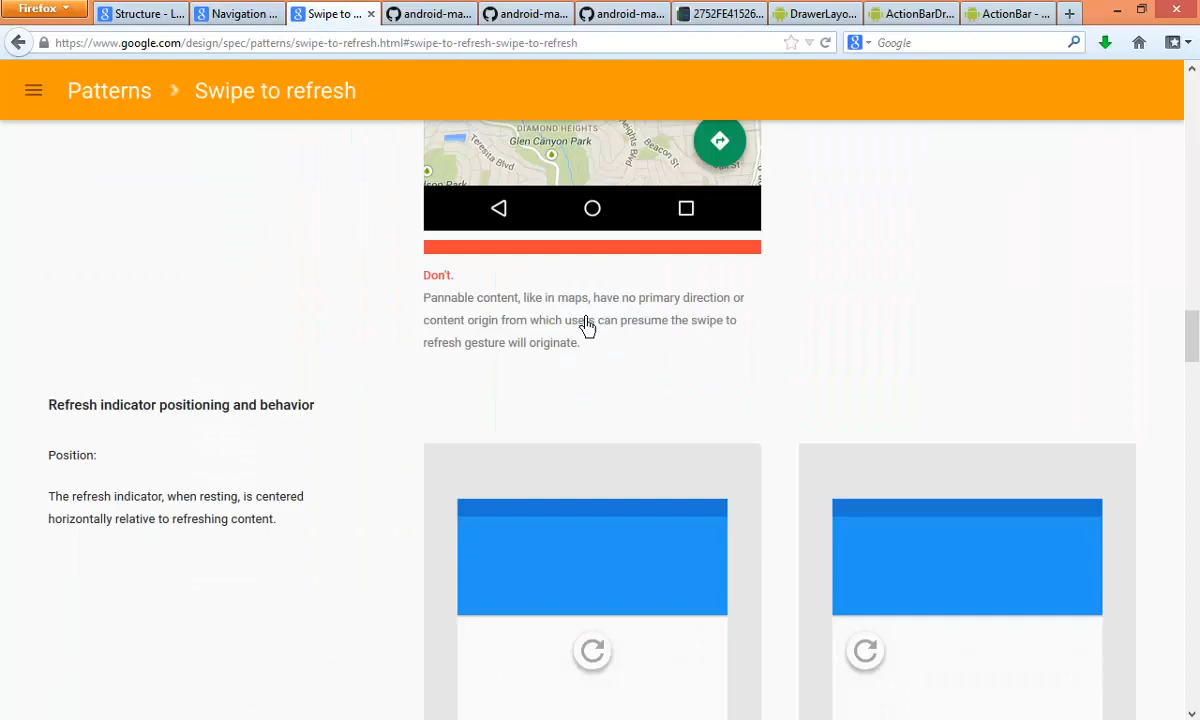 Firefox
Structure - L...
Navigation ...
Swipe to ...
android-ma...
android-ma...
android-ma...
2752FE41526...
DrawerLayo...
ActionBarDr...
ActionBar - ...
https://www.google.com/design/spec/patterns/swipe-to-refresh.html#swipe-to-refresh-swipe-to-refresh
Google
Patterns > Swipe to refresh
DIAMOND HEIGHTS
Glen Canyon Park
Teresita Blvd
Beacon St
Don't.
Pannable content, like in maps, have no primary direction or
content origin from which users can presume the swipe to
refresh gesture will originate.
Refresh indicator positioning and behavior
Position:
The refresh indicator, when resting, is centered
horizontally relative to refreshing content.